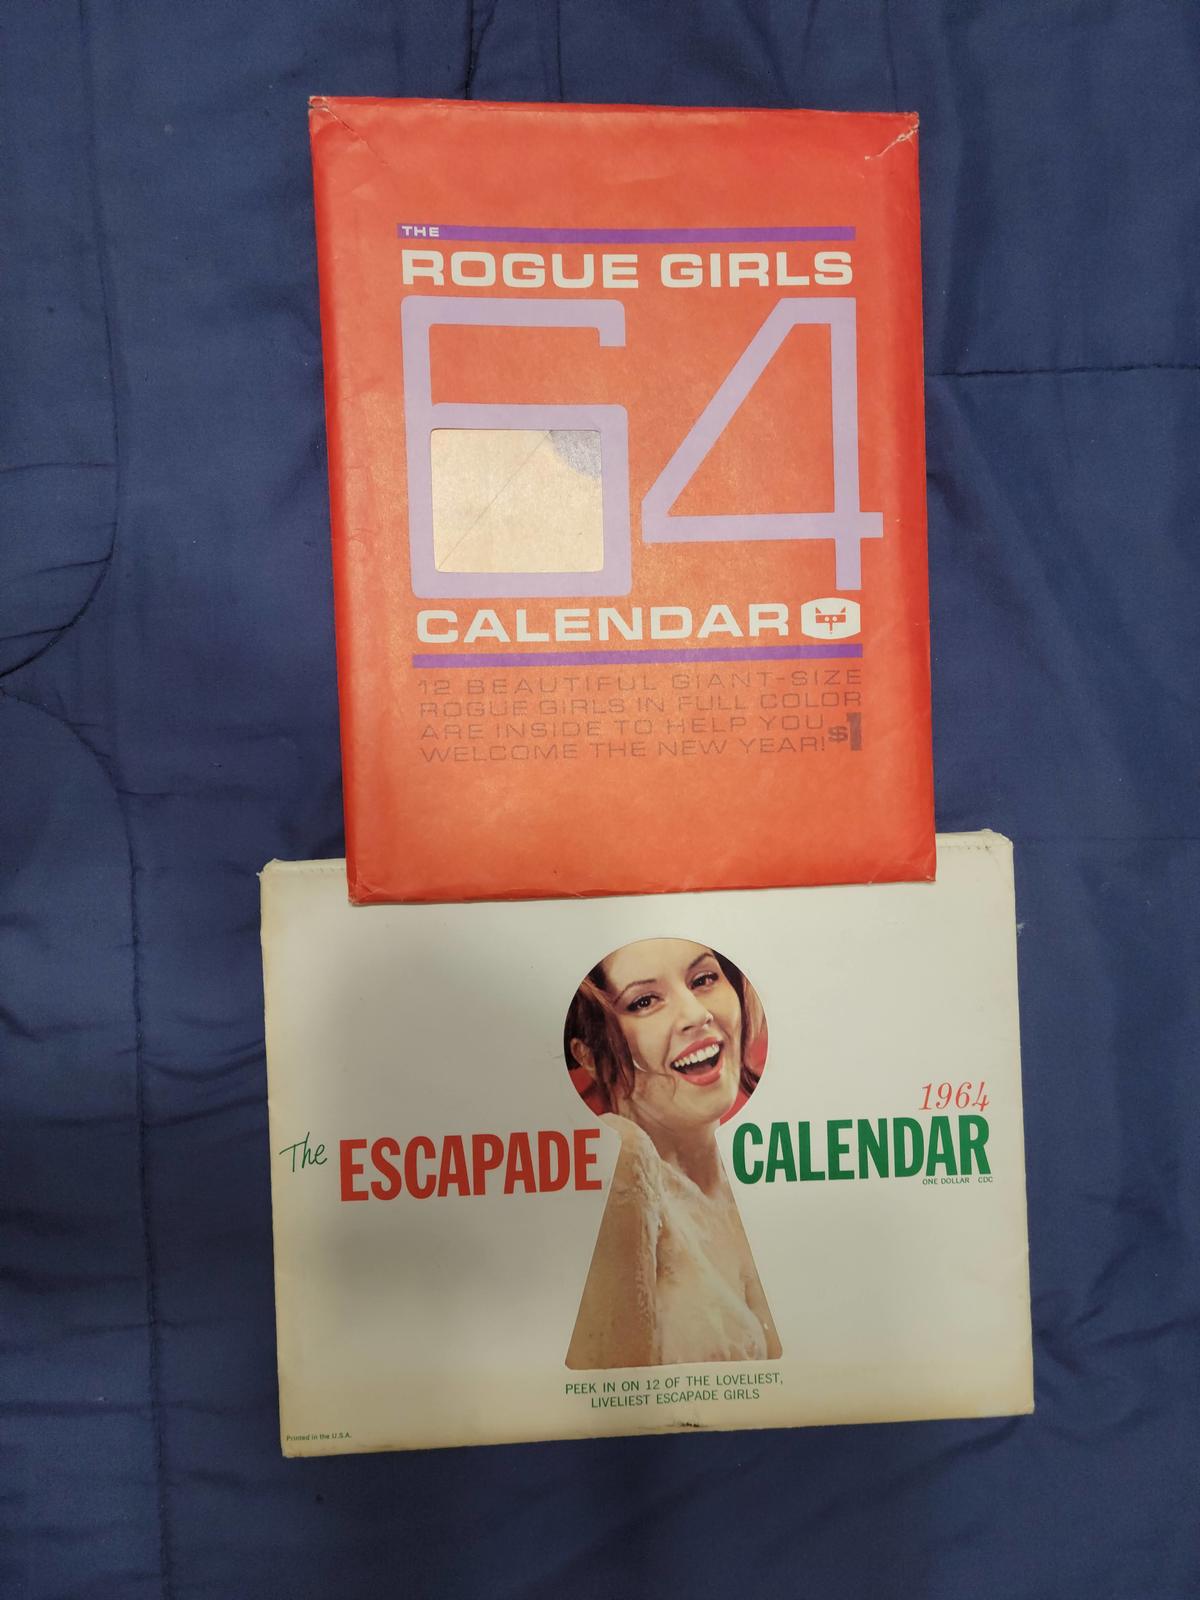 THE
ROGUE GIRLS
64
CALENDAR
12 BEAUTIFUL GIANT-SIZE
ROGUE GIRLS IN FULL COLOR
ARE INSIDE TO HELP YOU
WELCOME THE NEW YEAR! $1
1964
The ESCAPADE CALENDAR
ONE DOLLAR CDC
PEEK IN ON 12 OF THE LOVELIEST,
LIVELIEST ESCAPADE GIRLS
Printed in the U.S.A.